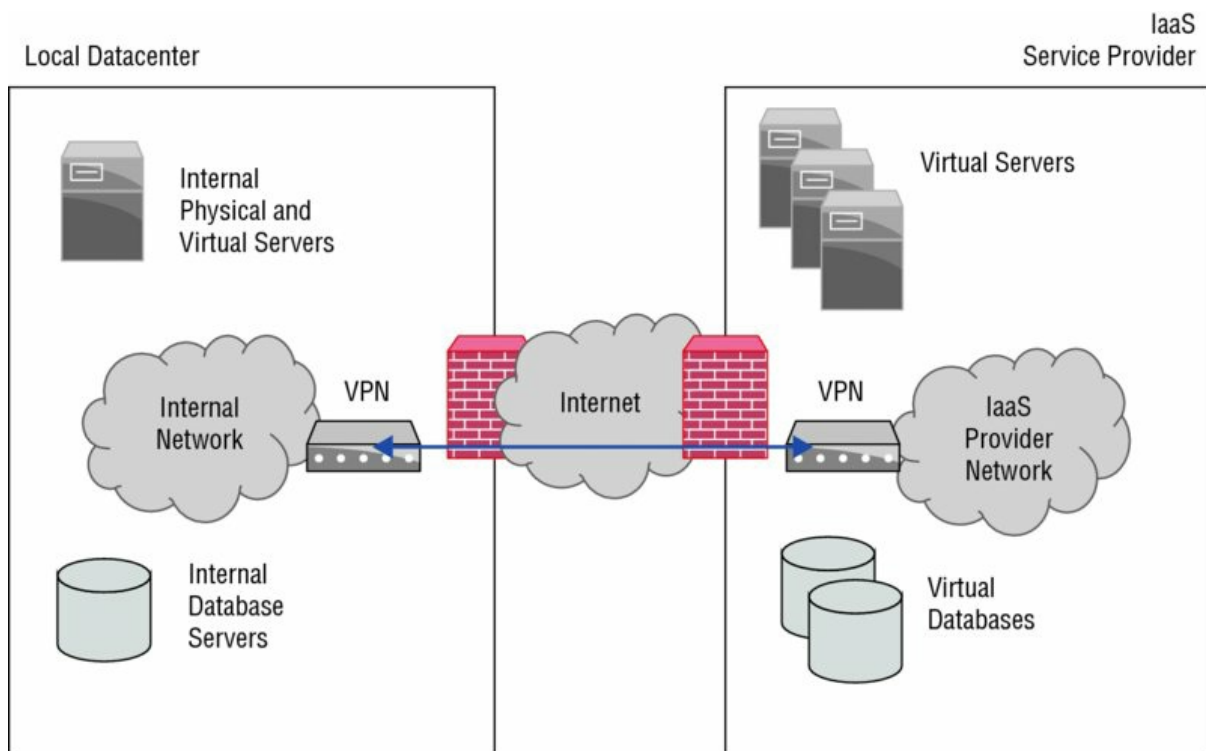 IaaS
Service Provider
Local Datacenter
Internal
Physical and
Virtual Servers
Virtual Servers
Internal
Network
VPN
Internet
VPN
IaaS
Provider
Network
Internal
Database
Servers
Virtual
Databases